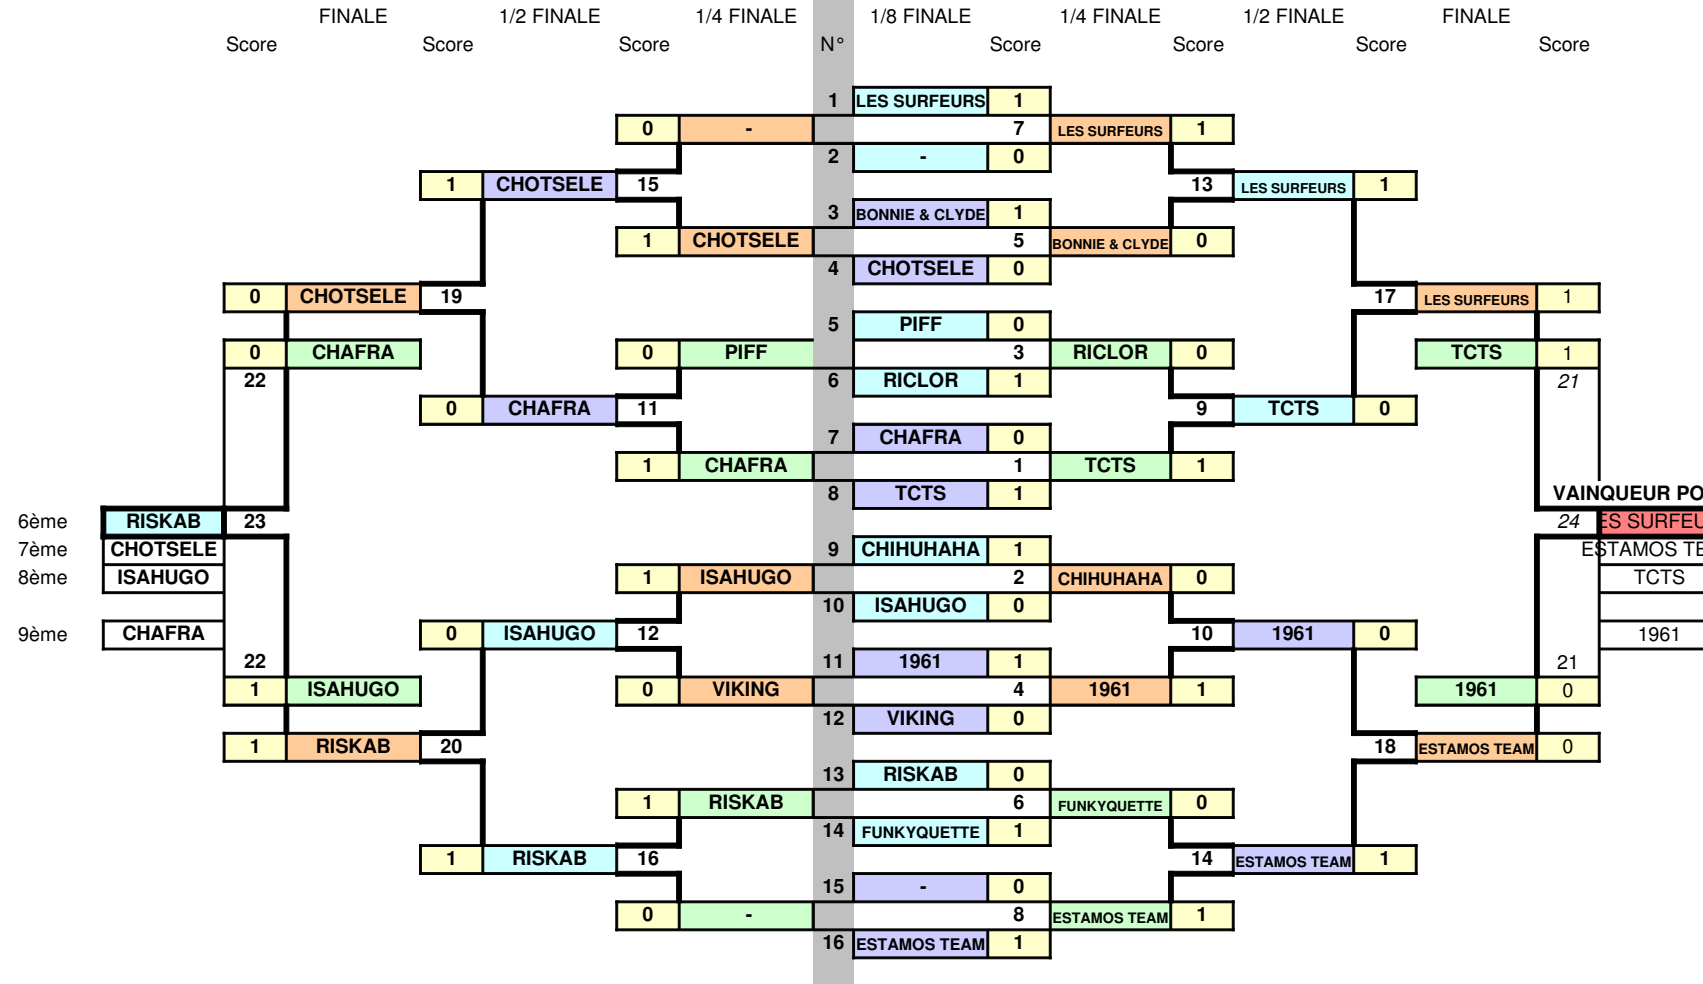 FINALE 1/2 FINALE 1/4 FINALE 1/8 FINALE 1/4 FINALE 1/2 FINALE FINALE
Score Score Score N° Score Score Score Score
1 LES SURFEURS 1
0 - 7 LES SURFEURS 1
2 - 0
1 CHOTSELE 15 13 LES SURFEURS 1
3 BONNIE & CLYDE 1
1 CHOTSELE 5 BONNIE & CLYDE 0
4 CHOTSELE 0
0 CHOTSELE 19 17 LES SURFEURS 1
5 PIFF 0
0 CHAFRA 0 PIFF 3 RICLOR 0 TCTS 1
22 6 RICLOR 1 21
0 CHAFRA 11 9 TCTS 0
7 CHAFRA 0
1 CHAFRA 1 TCTS 1
8 TCTS 1 VAINQUEUR PO
6ème RISKAB 23 24 ES SURFEU
7ème CHOTSELE 9 CHIHUHAHA 1 ESTAMOS TE
8ème ISAHUGO 1 ISAHUGO 2 CHIHUHAHA 0 TCTS
10 ISAHUGO 0
9ème CHAFRA 0 ISAHUGO 12 10 1961 0 1961
22 11 1961 1 21
1 ISAHUGO 0 VIKING 4 1961 1 1961 0
12 VIKING 0
1 RISKAB 20 18 ESTAMOS TEAM 0
13 RISKAB 0
1 RISKAB 6 FUNKYQUETTE 0
14 FUNKYQUETTE 1
1 RISKAB 16 14 ESTAMOS TEAM 1
15 - 0
0 - 8 ESTAMOS TEAM 1
16 ESTAMOS TEAM 1